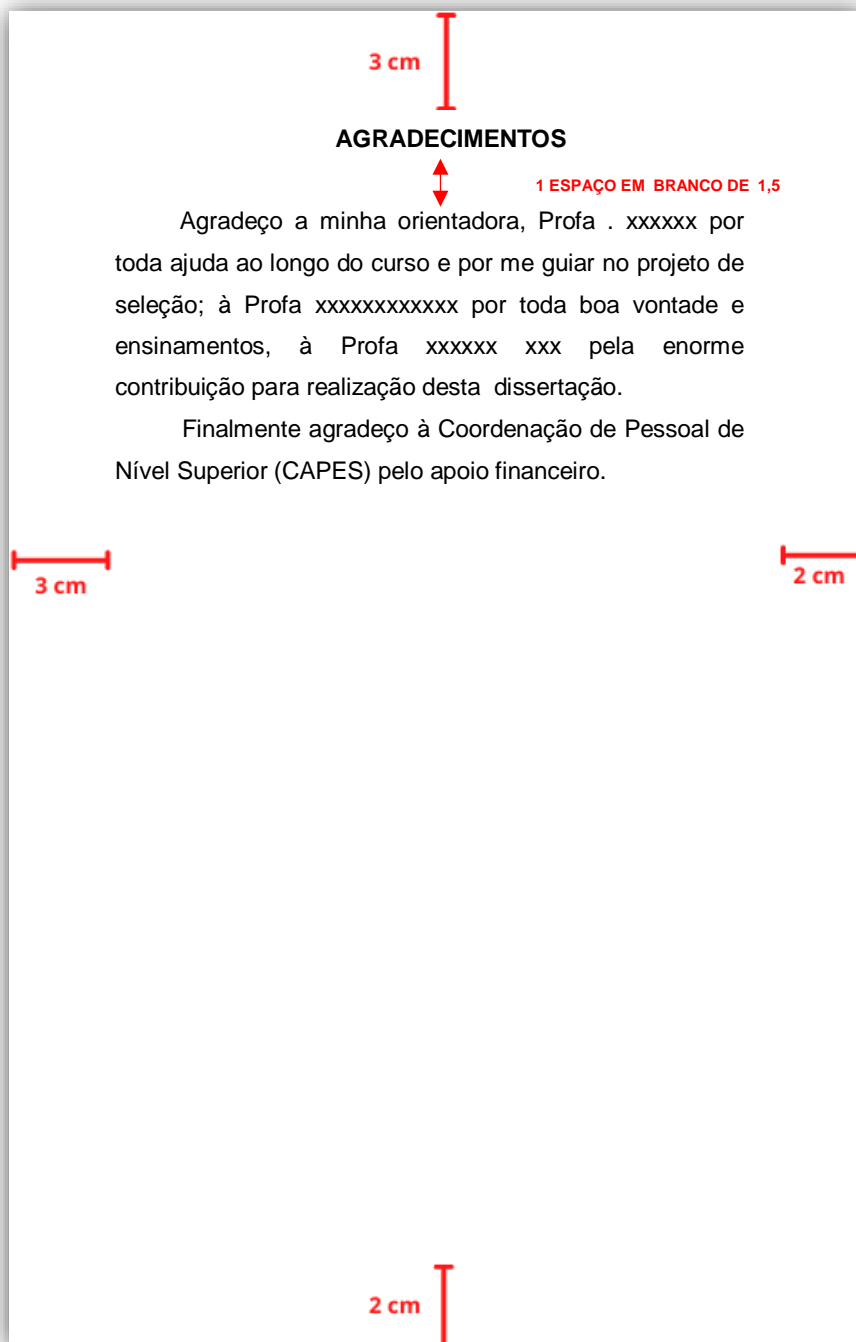 3 cm
AGRADECIMENTOS
1 ESPAÇO EM BRANCO DE 1,5
Agradeço a minha orientadora, Profa . xxxxxx por
toda ajuda ao longo do curso e por me guiar no projeto de
seleção; à Profa xxxxxxxxxxxx por toda boa vontade e
ensinamentos, à Profa xxxxxx xxx pela enorme
contribuição para realização desta dissertação.
Finalmente agradeço à Coordenação de Pessoal de
Nível Superior (CAPES) pelo apoio financeiro.
3 cm
2 cm
2 cm